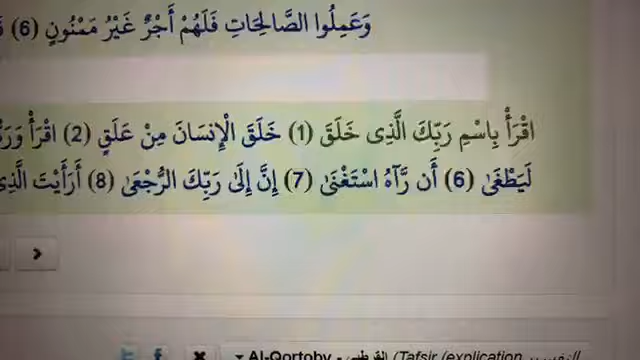 وَعَمِلُوا الصَّالِحَاتِ فَلَهُمْ أَجْرٌ غَيْرُ مَمْنُونٍ (6)
اقْرَأْ بِاسْمِ رَبِّكَ الَّذِى خَلَقَ (1) خَلَقَ الْإِنسَانَ مِنْ عَلَقٍ (2) اقْرَأْ
لَيَطْغَىٰ (6) أَن رَّآهُ اسْتَغْنَىٰ (7) إِنَّ إِلَىٰ رَبِّكَ الرُّجْعَىٰ (8) أَرَأَيْتَ
Al-Qortoby - القرطبي (Tafsir (explication